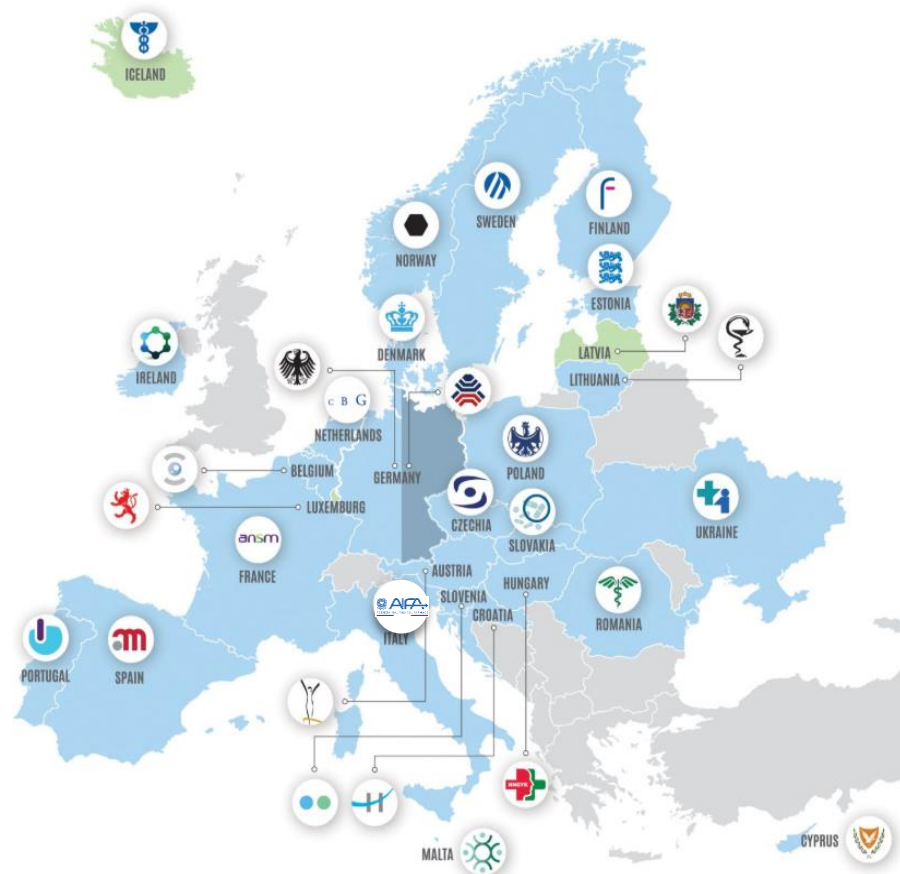 ICELAND
SWEDEN
FINLAND
NORWAY
ESTONIA
DENMARK
LATVIA
IRELAND
LITHUANIA
C B G
NETHERLANDS
BELGIUM
GERMANY
POLAND
LUXEMBURG
CZECHIA
UKRAINE
ansm
SLOVAKIA
FRANCE
AUSTRIA
HUNGARY
SLOVENIA
AIFA
CROATIA
ROMANIA
ITALY
.m
PORTUGAL
SPAIN
H
NNGYK
CYPRUS
MALTA